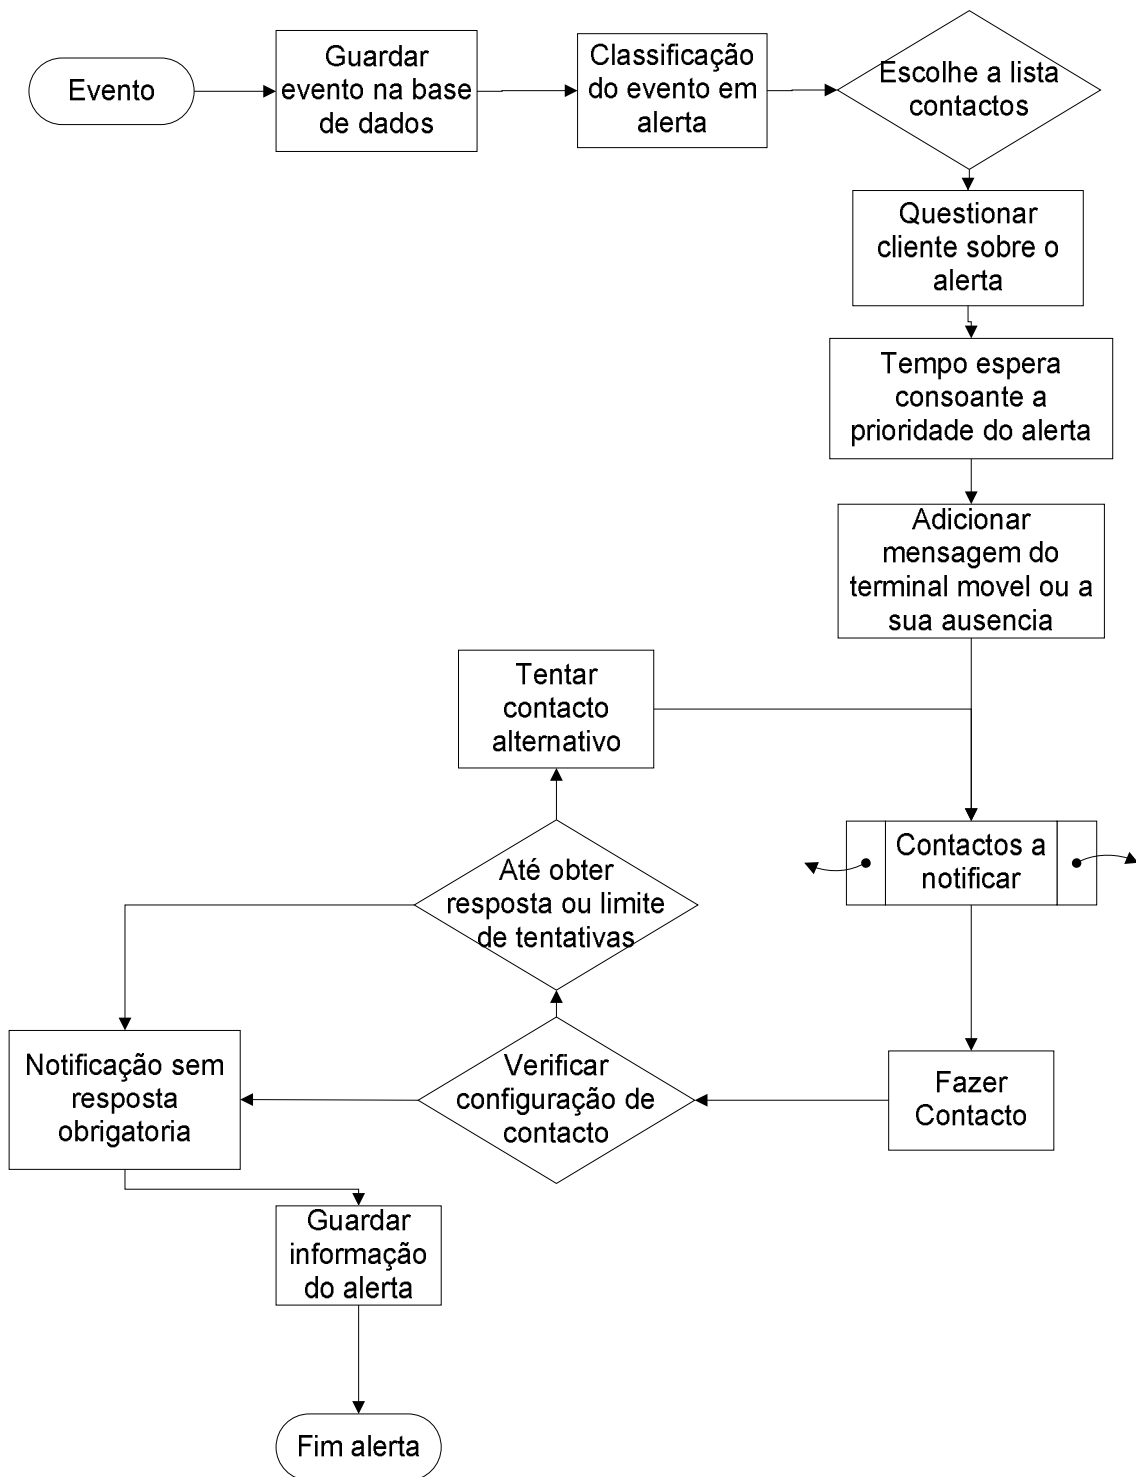 Evento
Guardar
evento na base
de dados
Classificação
do evento em
alerta
Escolhe a lista
contactos
Questionar
cliente sobre o
alerta
Tempo espera
consoante a
prioridade do alerta
Adicionar
mensagem do
terminal movel ou a
sua ausencia
Tentar
contacto
alternativo
Contactos a
notificar
Até obter
resposta ou limite
de tentativas
Notificação sem
resposta
obrigatoria
Verificar
configuração de
contacto
Fazer
Contacto
Guardar
informação
do alerta
Fim alerta